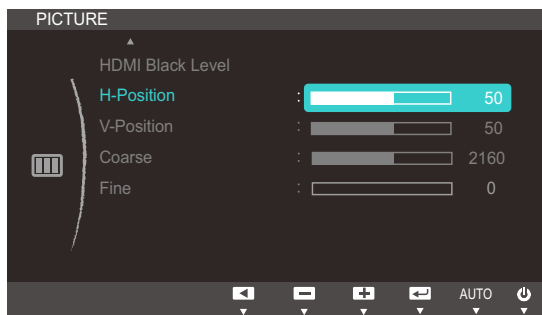 PICTURE
HDMI Black Level
H-Position : 50
V-Position : 50
Coarse : 2160
Fine : 0
AUTO